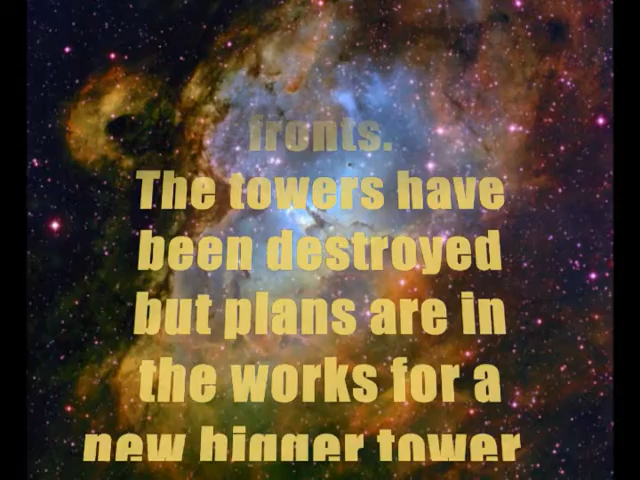 fronts.
The towers have
been destroyed
but plans are in
the works for a
new bigger tower